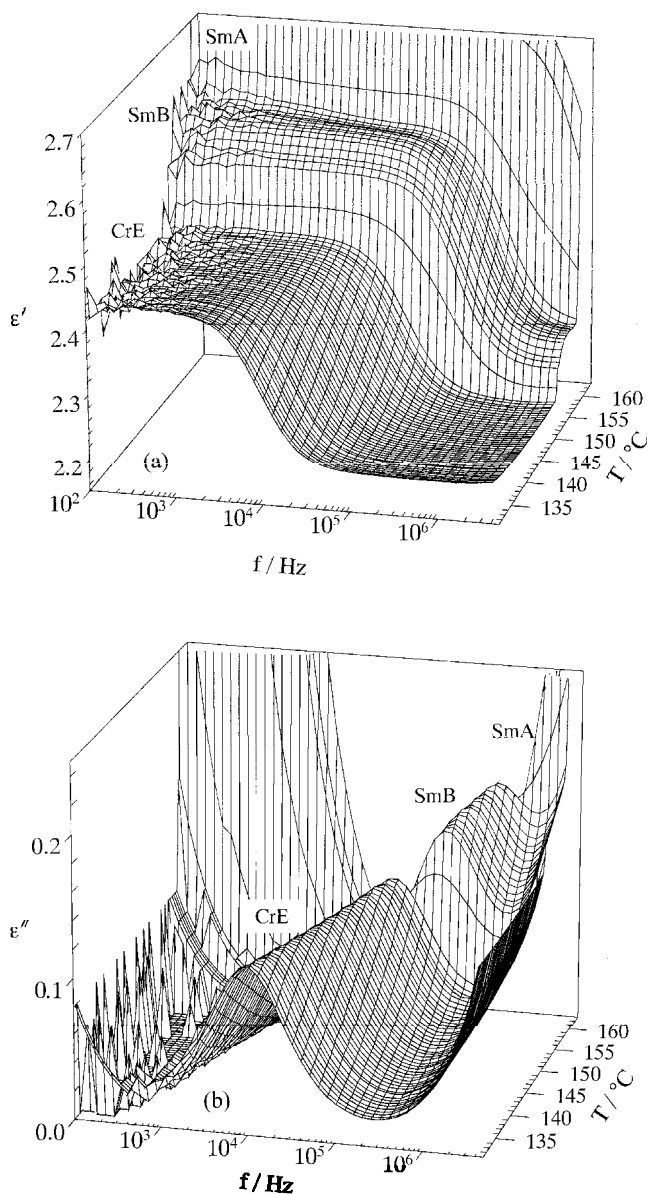 SmA
SmB
CrE
2.7
2.6
2.5
2.4
2.3
2.2
ε′
(a)
10²
10³
10⁴
10⁵
10⁶
f / Hz
160
155
150
145
140
135
T / °C
SmA
SmB
CrE
0.2
0.1
0.0
ε″
(b)
10³
10⁴
10⁵
10⁶
f / Hz
160
155
150
145
140
135
T / °C